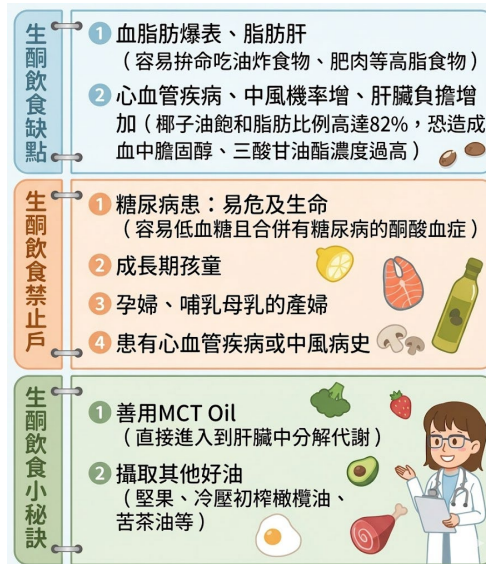 生酮飲食缺點
1 血脂肪爆表、脂肪肝
（容易拚命吃油炸食物、肥肉等高脂食物）
2 心血管疾病、中風機率增、肝臟負擔增
加（椰子油飽和脂肪比例高達82%，恐造成
血中膽固醇、三酸甘油酯濃度過高）
生酮飲食禁止戶
1 糖尿病患：易危及生命
（容易低血糖且合併有糖尿病的酮酸血症）
2 成長期孩童
3 孕婦、哺乳母乳的產婦
4 患有心血管疾病或中風病史
生酮飲食小秘訣
1 善用MCT Oil
（直接進入到肝臟中分解代謝）
2 攝取其他好油
（堅果、冷壓初榨橄欖油、
苦茶油等）